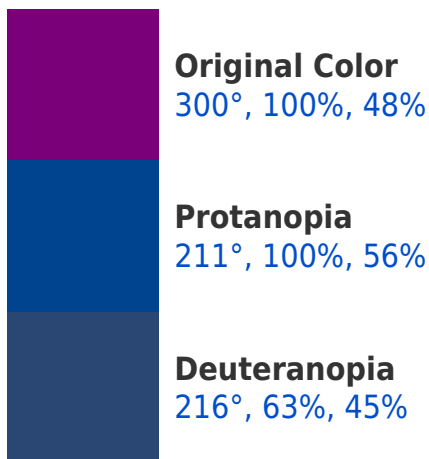 Original Color
300°, 100%, 48%
Protanopia
211°, 100%, 56%
Deuteranopia
216°, 63%, 45%